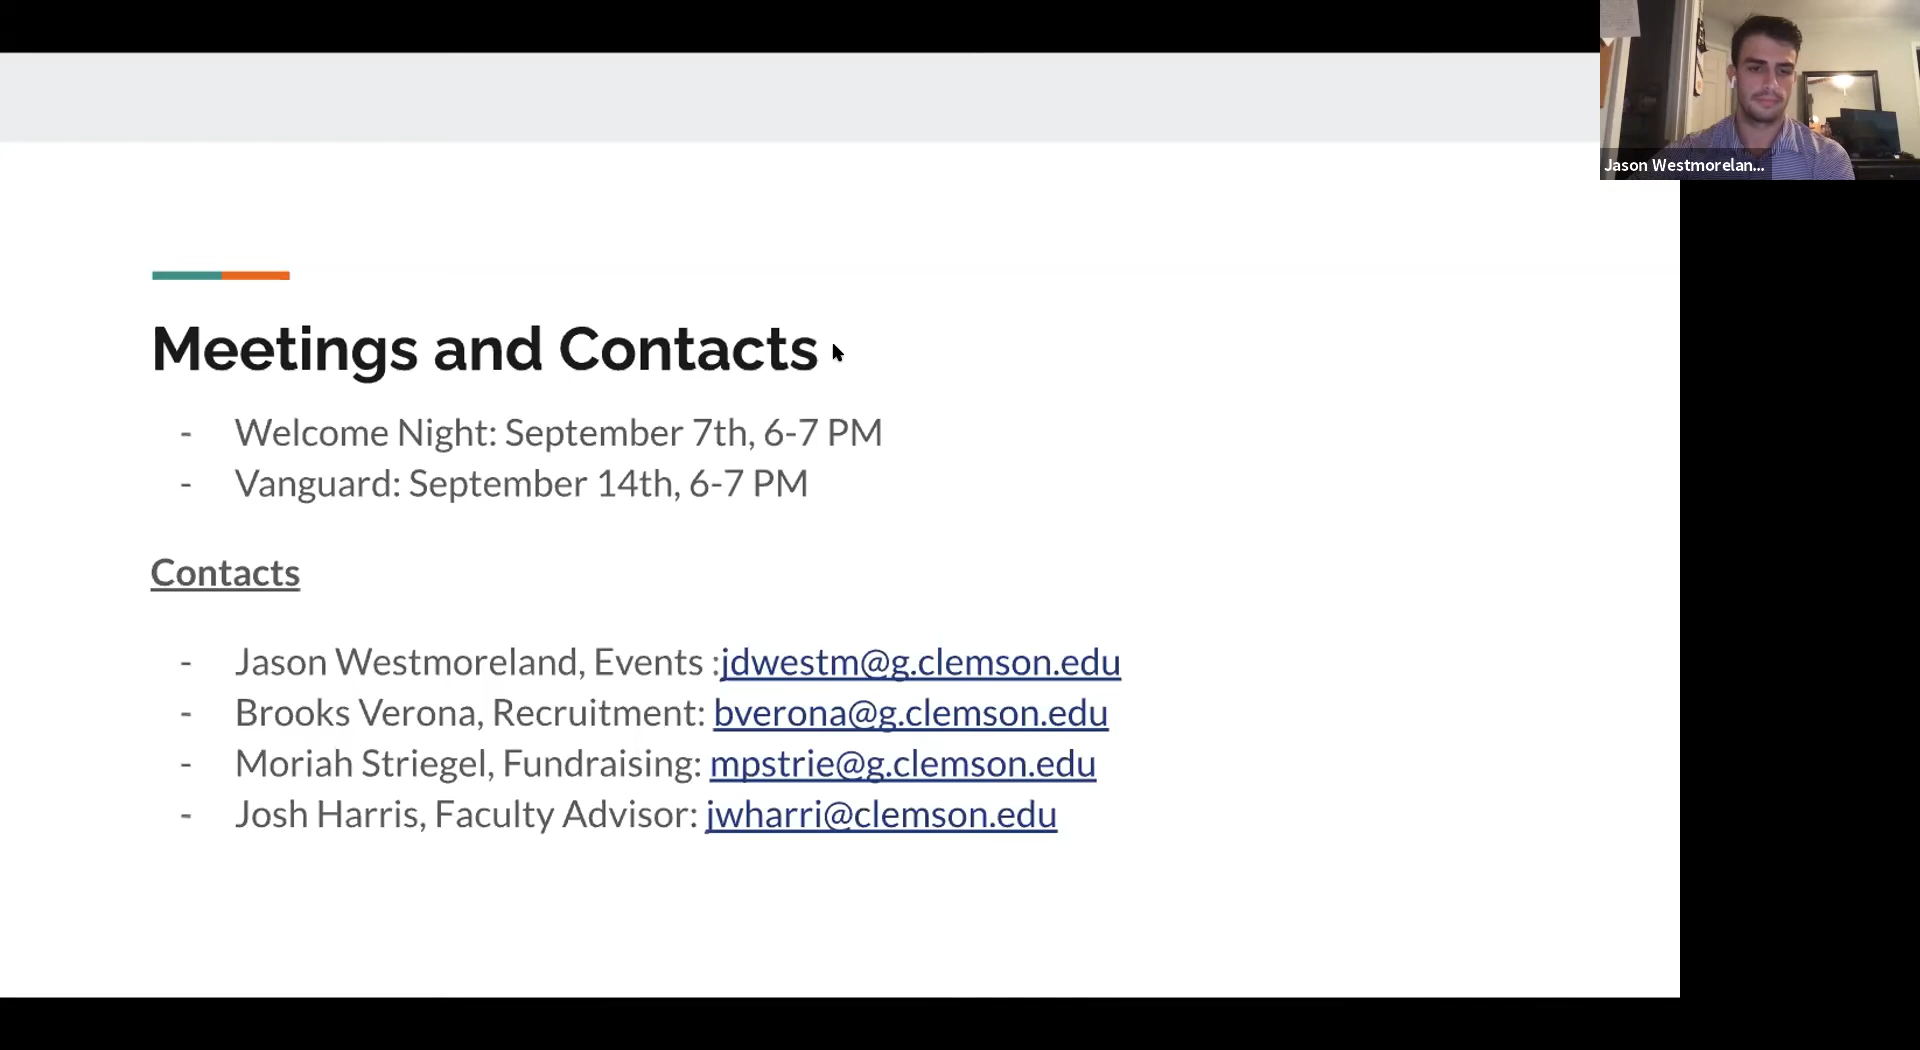 Jason Westmorelan...
Meetings and Contacts
- Welcome Night: September 7th, 6-7 PM
- Vanguard: September 14th, 6-7 PM
Contacts
- Jason Westmoreland, Events :jdwestm@g.clemson.edu
- Brooks Verona, Recruitment: bverona@g.clemson.edu
- Moriah Striegel, Fundraising: mpstrie@g.clemson.edu
- Josh Harris, Faculty Advisor: jwharri@clemson.edu